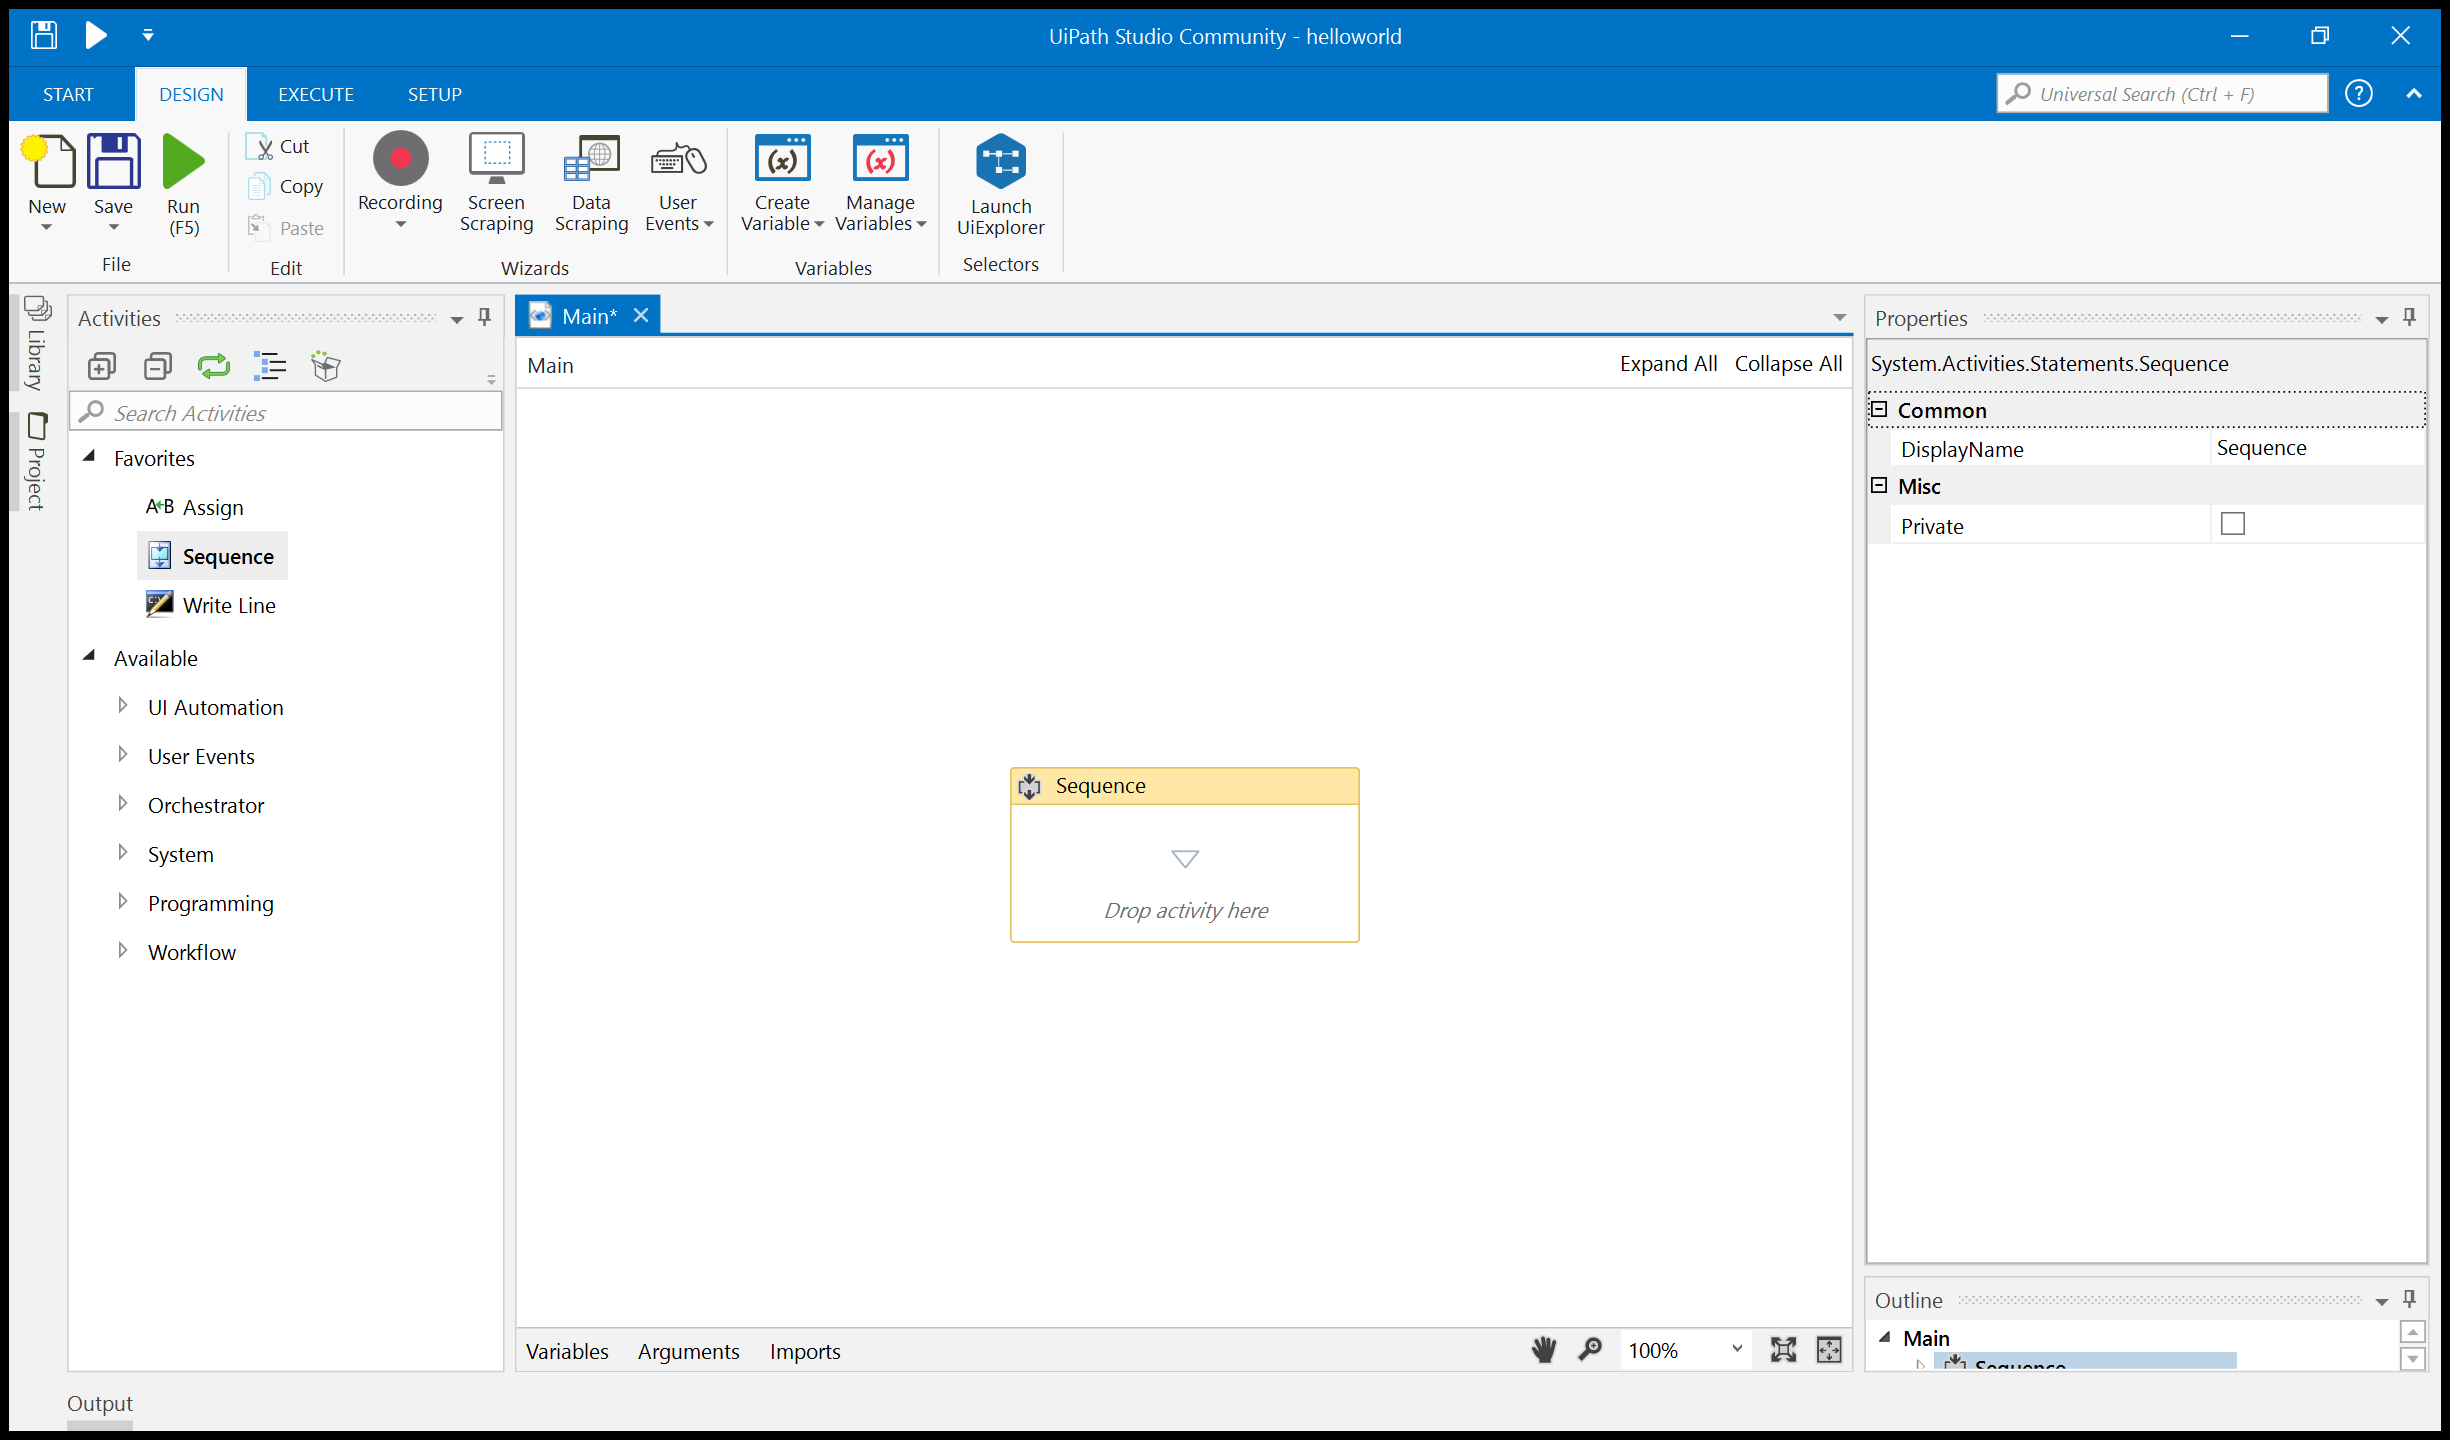 UiPath Studio Community - helloworld
START
DESIGN
EXECUTE
SETUP
Universal Search (Ctrl + F)
New
Save
Run
(F5)
File
Cut
Copy
Paste
Edit
Recording
Screen
Scraping
Data
Scraping
User
Events
Wizards
Create
Variable
Manage
Variables
Variables
Launch
UiExplorer
Selectors
Library
Project
Activities
Search Activities
Favorites
A B Assign
Sequence
Write Line
Available
UI Automation
User Events
Orchestrator
System
Programming
Workflow
Main*
Main
Expand All
Collapse All
Sequence
Drop activity here
Variables
Arguments
Imports
100%
Properties
System.Activities.Statements.Sequence
Common
DisplayName
Sequence
Misc
Private
Outline
Main
Sequence
Output